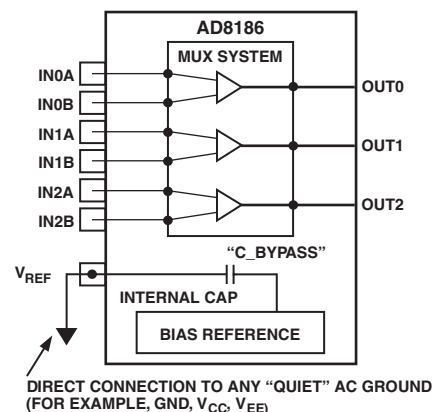 AD8186
MUX SYSTEM
IN0A
IN0B
IN1A
IN1B
IN2A
IN2B
OUT0
OUT1
OUT2
"C_BYPASS"
VREF
INTERNAL CAP
BIAS REFERENCE
DIRECT CONNECTION TO ANY "QUIET" AC GROUND
(FOR EXAMPLE, GND, VCC, VEE)